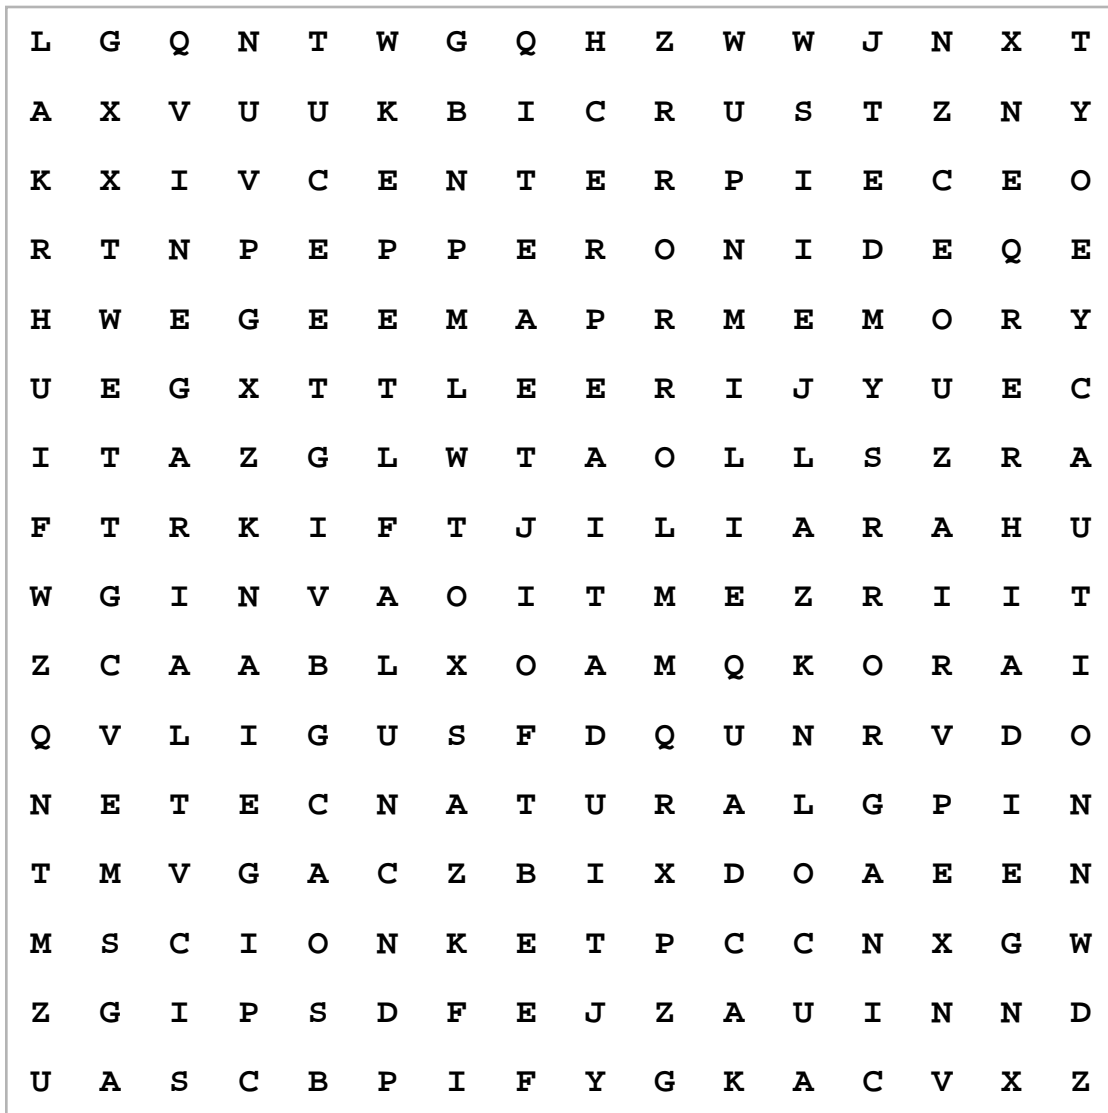 L G Q N T W G Q H Z W W J N X T
A X V U U K B I C R U S T Z N Y
K X I V C E N T E R P I E C E O
R T N P E P P E R O N I D E Q E
H W E G E E M A P R M E M O R Y
U E G X T T L E E R I J Y U E C
I T A Z G L W T A O L L S Z R A
F T R K I F T J I L I A R A H U
W G I N V A O I T M E Z R I I T
Z C A A B L X O A M Q K O R A I
Q V L I G U S F D Q U N R V D O
N E T E C N A T U R A L G P I N
T M V G A C Z B I X D O A E E N
M S C I O N K E T P C C N X G W
Z G I P S D F E J Z A U I N N D
U A S C B P I F Y G K A C V X Z